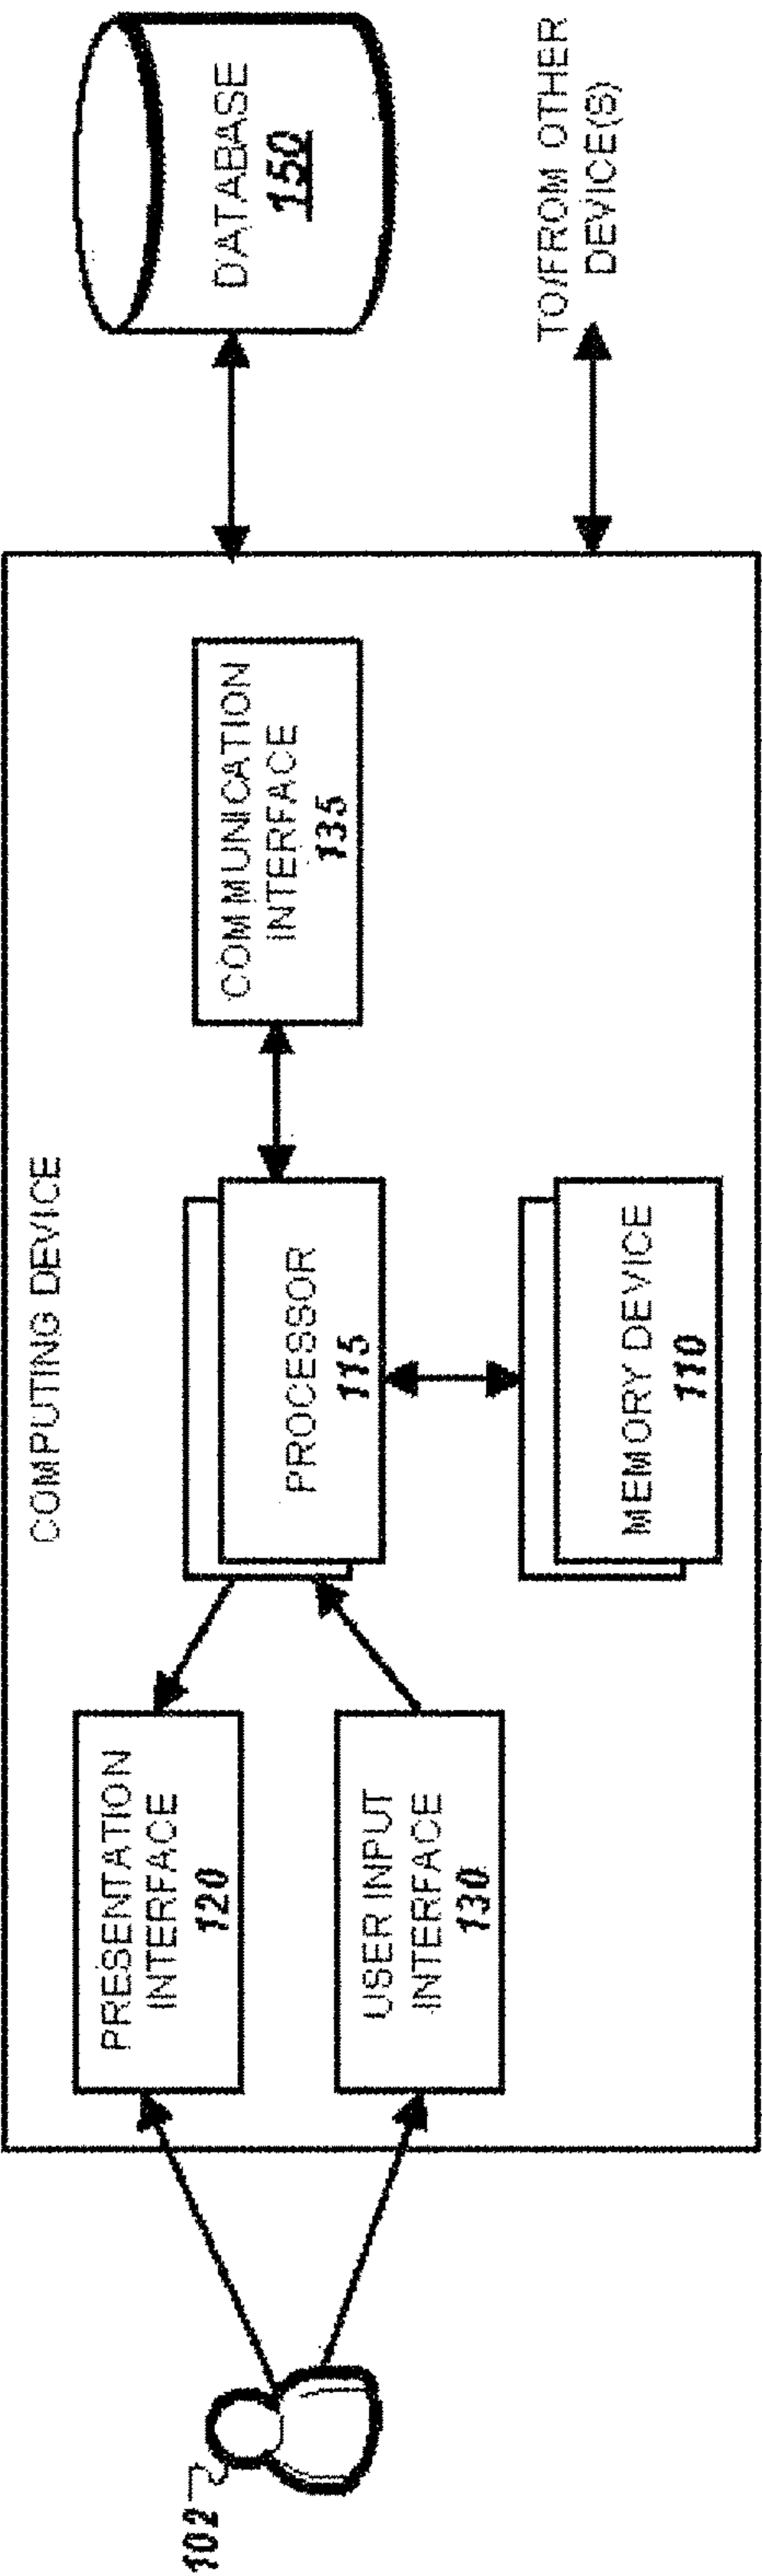 COMPUTING DEVICE
102
PRESENTATION
INTERFACE
120
USER INPUT
INTERFACE
130
PROCESSOR
115
MEMORY DEVICE
110
COMMUNICATION
INTERFACE
135
DATABASE
150
TO/FROM OTHER
DEVICE(S)